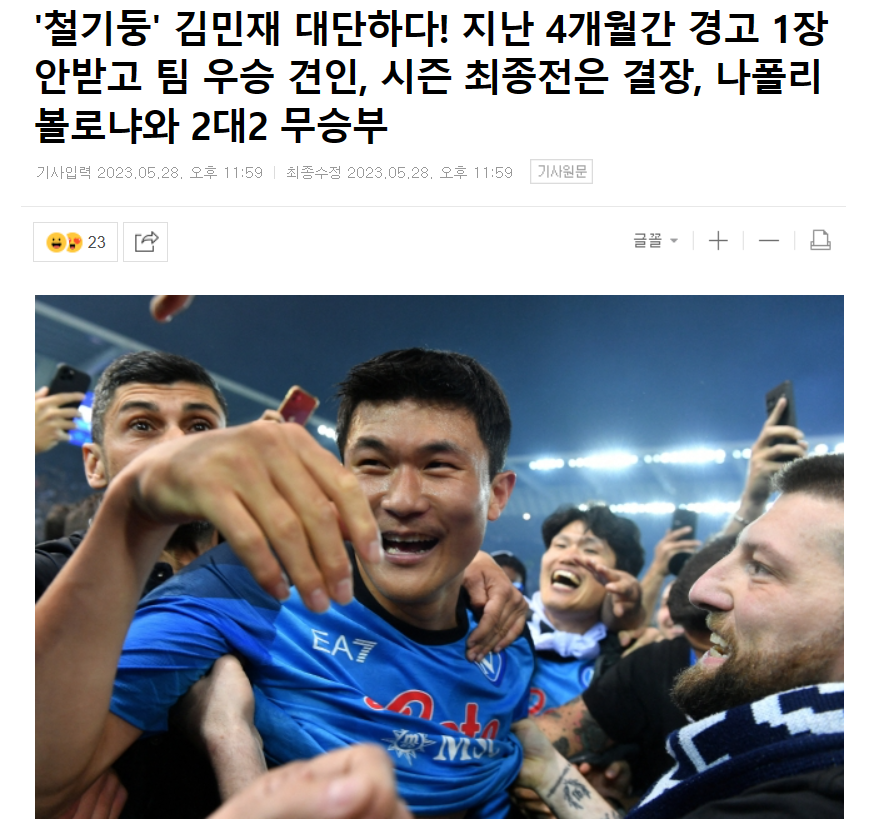 '철기둥' 김민재 대단하다! 지난 4개월간 경고 1장
안받고 팀 우승 견인, 시즌 최종전은 결장, 나폴리
볼로냐와 2대2 무승부
기사입력 2023.05.28. 오후 11:59 최종수정 2023.05.28. 오후 11:59 기사원문
23 글꼴
EA7
MSC